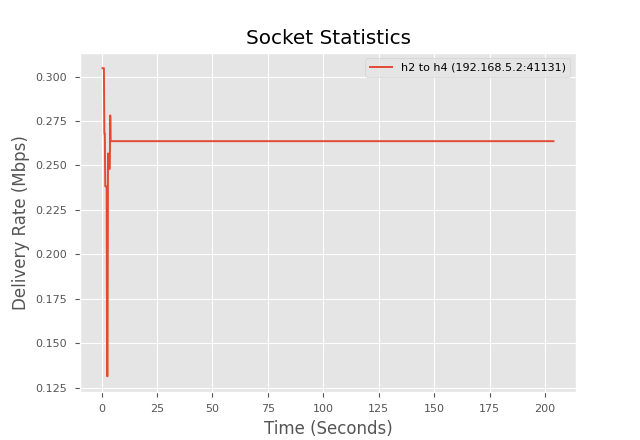 Socket Statistics
h2 to h4 (192.168.5.2:41131)
Delivery Rate (Mbps)
0.300
0.275
0.250
0.225
0.200
0.175
0.150
0.125
0 25 50 75 100 125 150 175 200
Time (Seconds)